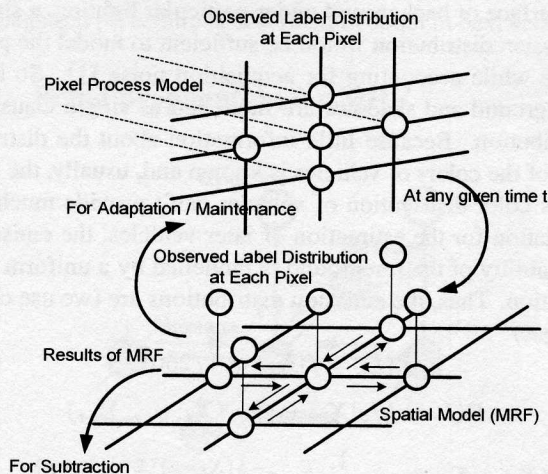 Observed Label Distribution
at Each Pixel
Pixel Process Model
For Adaptation / Maintenance
At any given time t
Observed Label Distribution
at Each Pixel
Results of MRF
Spatial Model (MRF)
For Subtraction